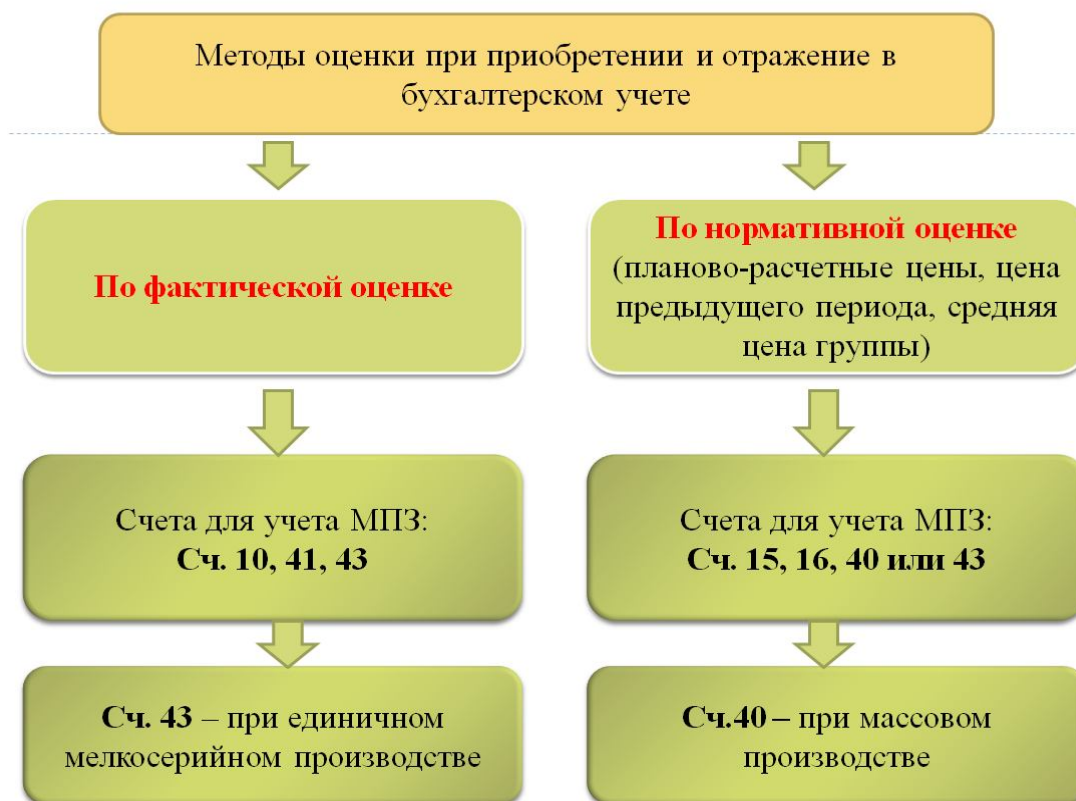 Методы оценки при приобретении и отражение в
бухгалтерском учете
По фактической оценке
По нормативной оценке
(планово-расчетные цены, цена
предыдущего периода, средняя
цена группы)
Счета для учета МПЗ:
Сч. 10, 41, 43
Счета для учета МПЗ:
Сч. 15, 16, 40 или 43
Сч. 43 – при единичном
мелкосерийном производстве
Сч.40 – при массовом
производстве